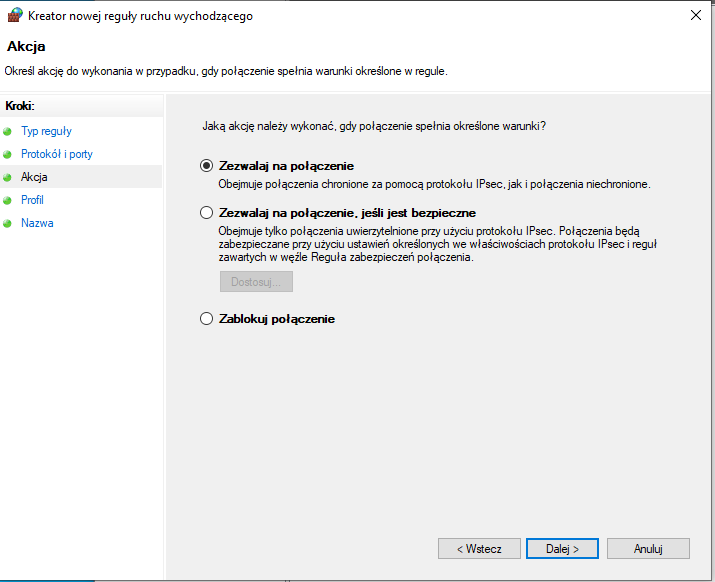 Kreator nowej reguły ruchu wychodzącego
Akcja
Określ akcję do wykonania w przypadku, gdy połączenie spełnia warunki określone w regule.
Kroki:
Typ reguły
Protokół i porty
Akcja
Profil
Nazwa
Jaką akcję należy wykonać, gdy połączenie spełnia określone warunki?
Zezwalaj na połączenie
Obejmuje połączenia chronione za pomocą protokołu IPsec, jak i połączenia niechronione.
Zezwalaj na połączenie, jeśli jest bezpieczne
Obejmuje tylko połączenia uwierzytelnione przy użyciu protokołu IPsec. Połączenia będą
zabezpieczane przy użyciu ustawień określonych we właściwościach protokołu IPsec i reguł
zawartych w węźle Reguła zabezpieczeń połączenia.
Dostosuj...
Zablokuj połączenie
< Wstecz
Dalej >
Anuluj